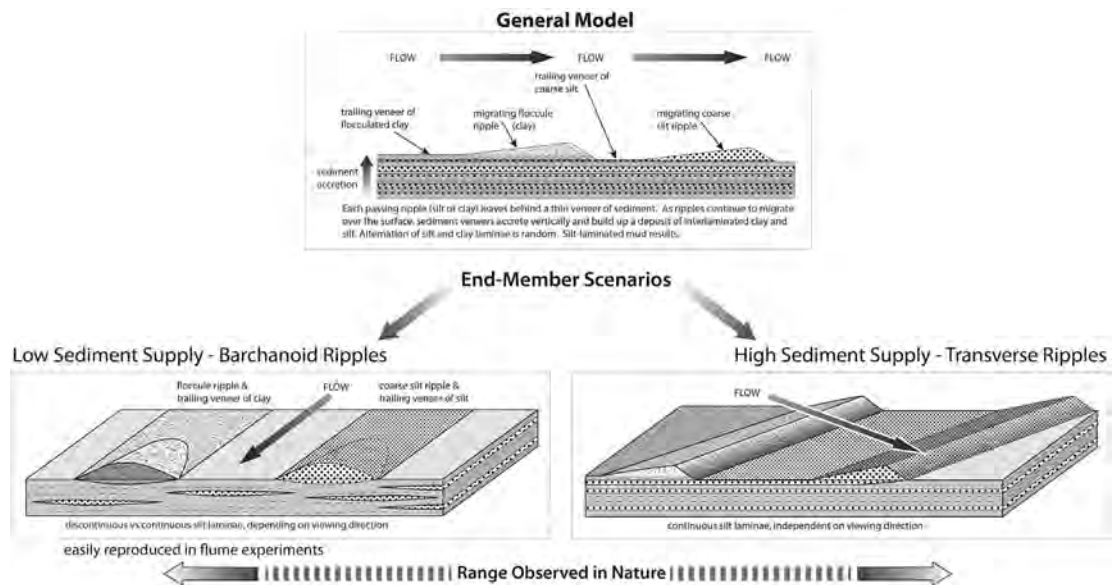 General Model
FLOW
FLOW
FLOW
trailing veneer of
coarse silt
trailing veneer of
flocculated clay
migrating floccule
ripple (clay)
migrating coarse
silt ripple
sediment
accretion
Each passing ripple (silt or clay) leaves behind a thin veneer of sediment. As ripples continue to migrate
over the surface, sediment veneers accrete vertically and build up a deposit of interlaminated clay and
silt. Alternation of silt and clay laminae is random. Silt-laminated mud results.
End-Member Scenarios
Low Sediment Supply - Barchanoid Ripples
floccule ripple &
trailing veneer of clay
FLOW
coarse silt ripple &
trailing veneer of silt
discontinuous vs continuous silt laminae, depending on viewing direction
easily reproduced in flume experiments
High Sediment Supply - Transverse Ripples
FLOW
continuous silt laminae, independent on viewing direction
Range Observed in Nature